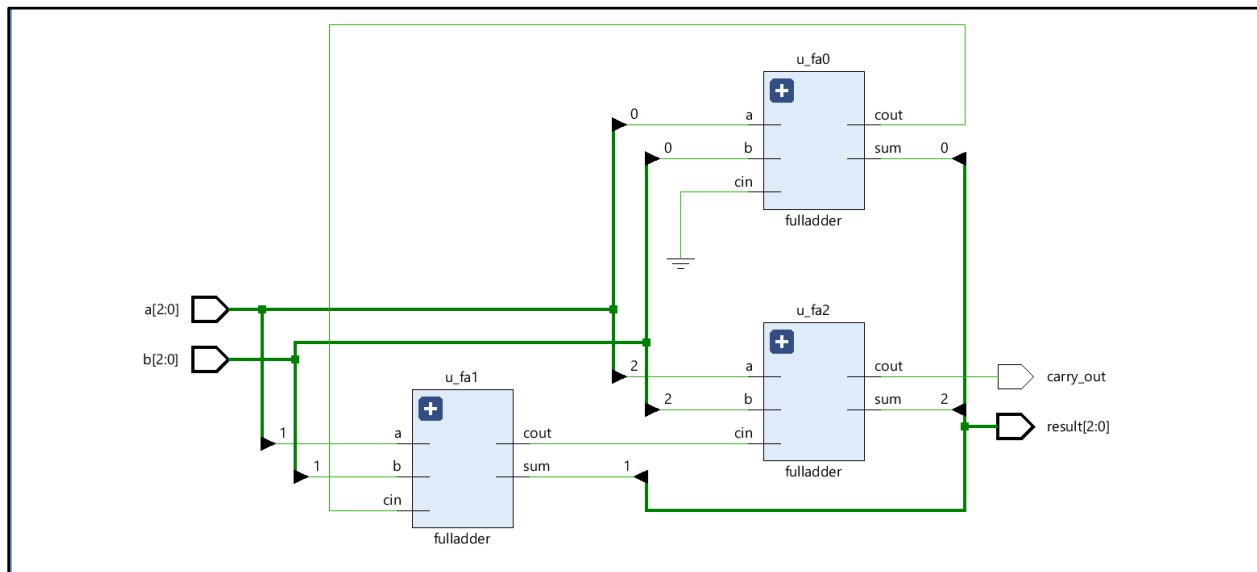 u_fa0
0
a
cout
0
b
sum
0
cin
fulladder
a[2:0]
b[2:0]
u_fa2
2
a
cout
carry_out
2
b
sum
2
result[2:0]
cin
fulladder
u_fa1
1
a
cout
1
b
sum
1
cin
fulladder